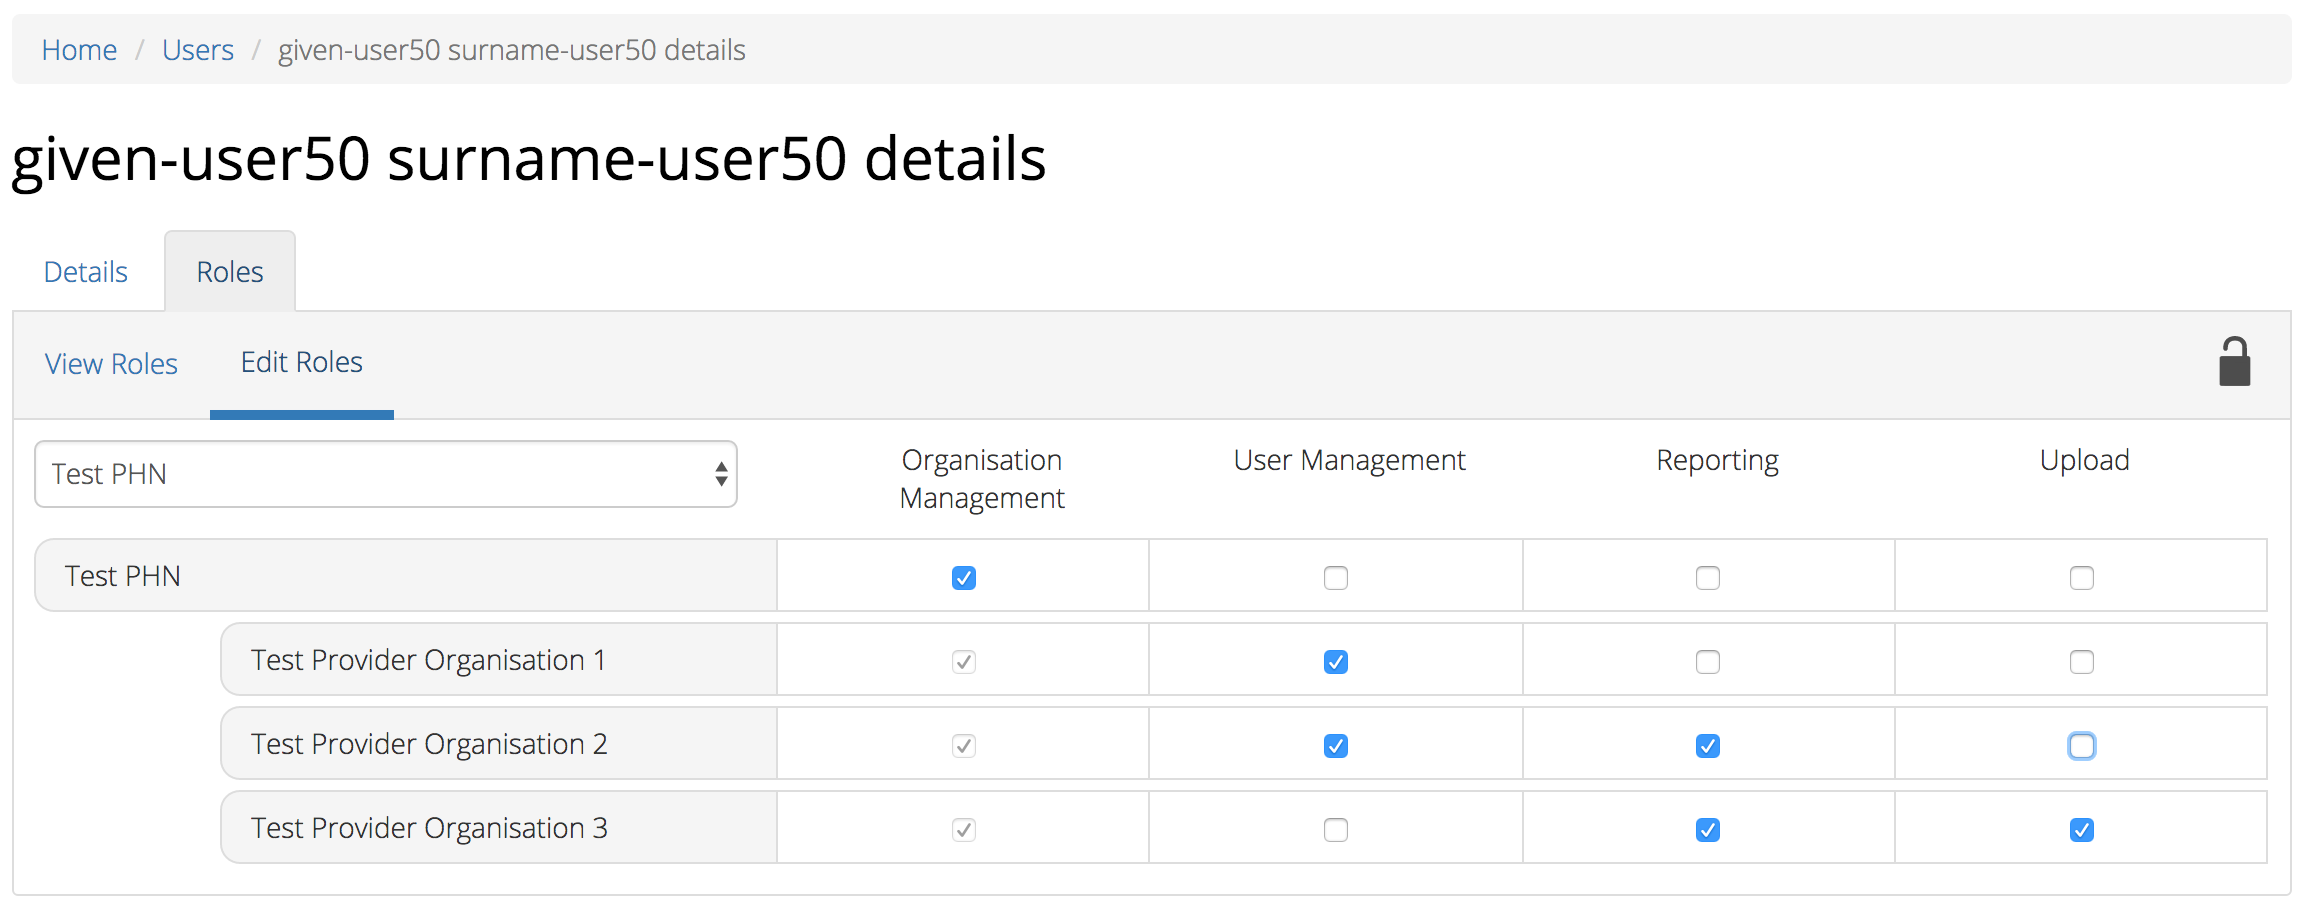 Home / Users / given-user50 surname-user50 details
given-user50 surname-user50 details
Details Roles
View Roles Edit Roles
Test PHN Organisation Management User Management Reporting Upload
Test PHN
Test Provider Organisation 1
Test Provider Organisation 2
Test Provider Organisation 3